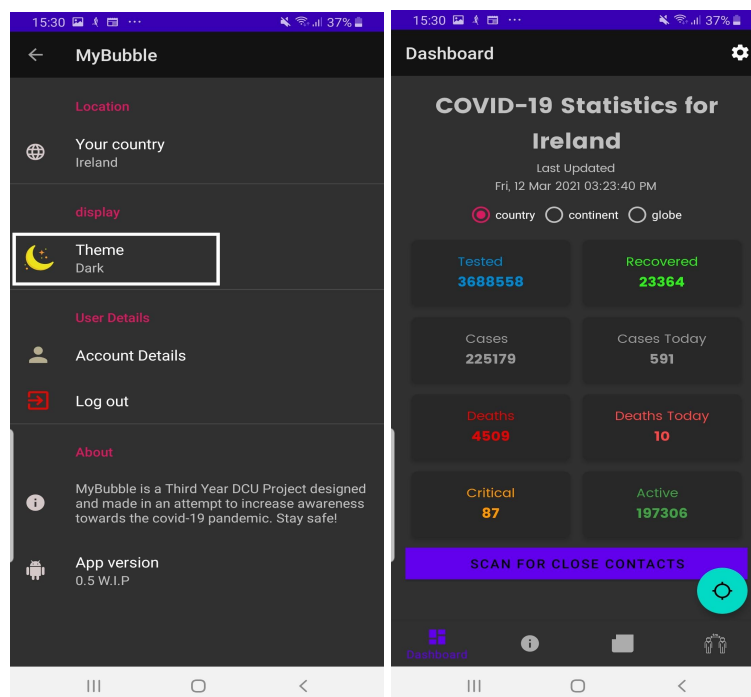 15:30 37%
MyBubble
Location
Your country
Ireland
display
Theme
Dark
User Details
Account Details
Log out
About
MyBubble is a Third Year DCU Project designed
and made in an attempt to increase awareness
towards the covid-19 pandemic. Stay safe!
App version
0.5 W.I.P
15:30 37%
Dashboard
COVID-19 Statistics for
Ireland
Last Updated
Fri, 12 Mar 2021 03:23:40 PM
country continent globe
Tested Recovered
3688558 23364
Cases Cases Today
225179 591
Deaths Deaths Today
4509 10
Critical Active
87 197306
SCAN FOR CLOSE CONTACTS
Dashboard